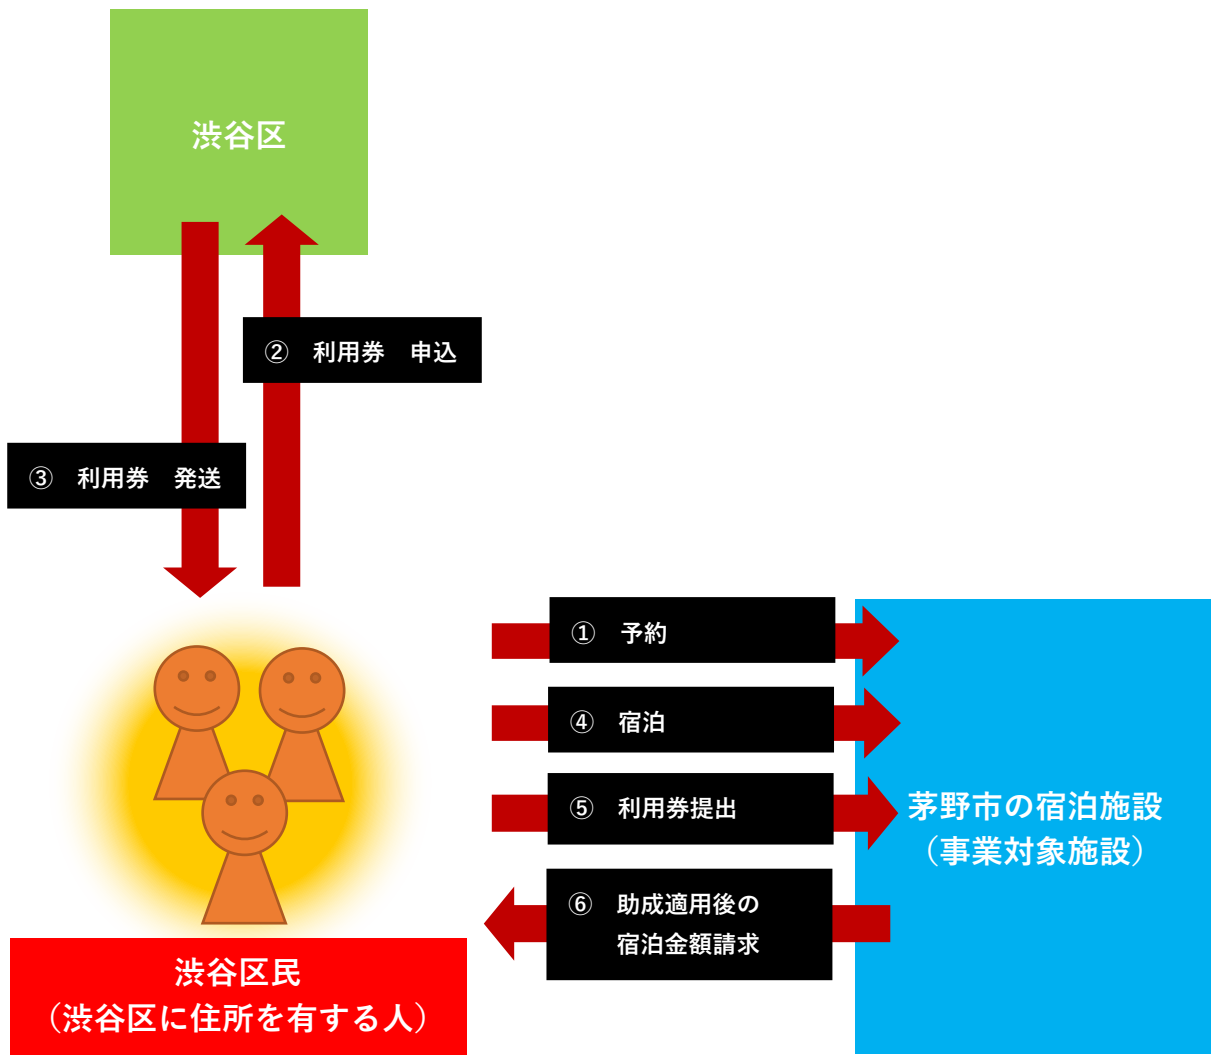 渋谷区
②　利用券　申込
③　利用券　発送
①　予約
④　宿泊
⑤　利用券提出
⑥　助成適用後の
宿泊金額請求
茅野市の宿泊施設
（事業対象施設）
渋谷区民
（渋谷区に住所を有する人）